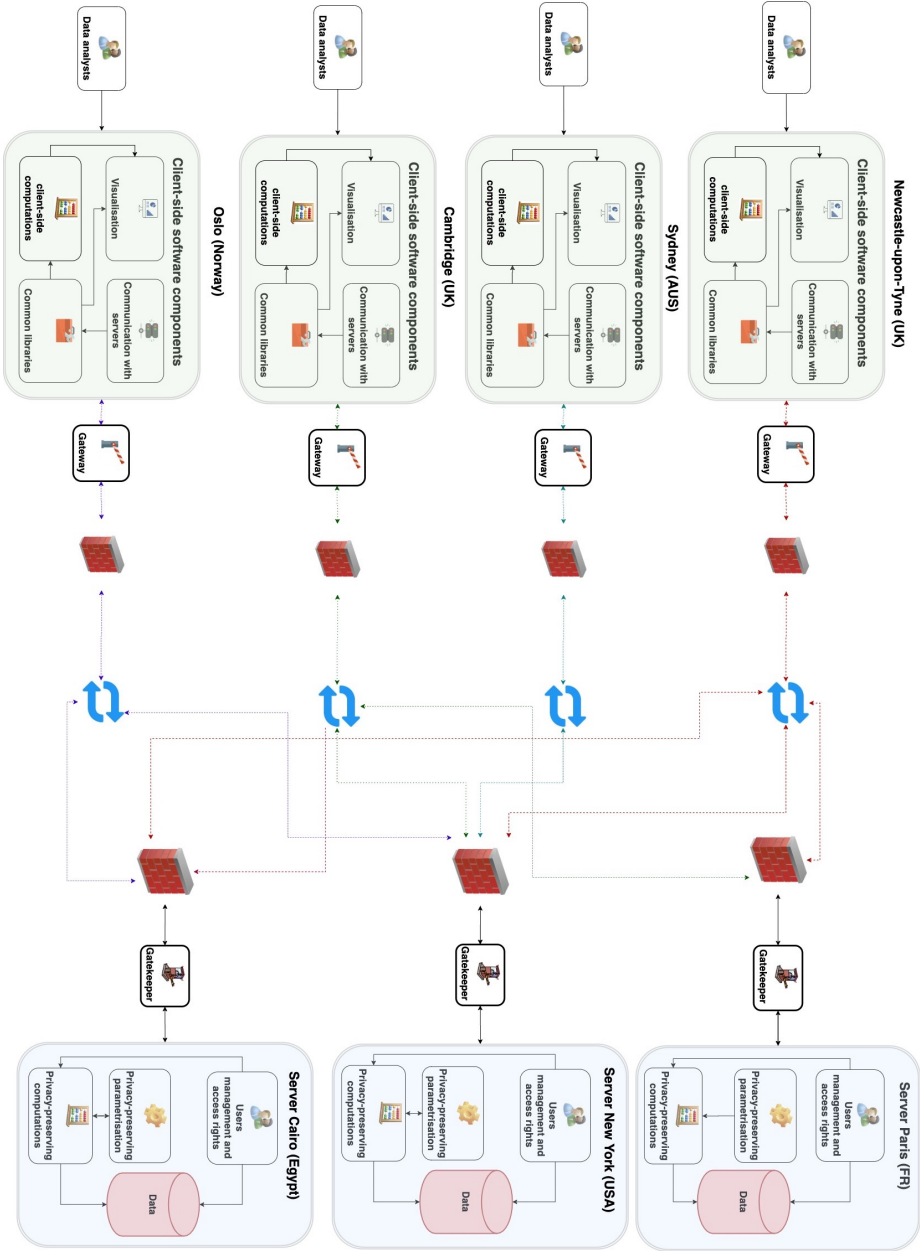 Newcastle-upon-Tyne (UK)
Client-side software components
Data analysts
Visualisation
Communication with
servers
client-side
computations
Common libraries
Gateway
Server Paris (FR)
Users
management and
access rights
Privacy-preserving
parametrisation
Privacy-preserving
computations
Data
Gatekeeper
Sydney (AUS)
Client-side software components
Data analysts
Visualisation
Communication with
servers
client-side
computations
Common libraries
Gateway
Server New York (USA)
Users
management and
access rights
Privacy-preserving
parametrisation
Privacy-preserving
computations
Data
Gatekeeper
Cambridge (UK)
Client-side software components
Data analysts
Visualisation
Communication with
servers
client-side
computations
Common libraries
Gateway
Server Cairo (Egypt)
Users
management and
access rights
Privacy-preserving
parametrisation
Privacy-preserving
computations
Data
Gatekeeper
Oslo (Norway)
Client-side software components
Data analysts
Visualisation
Communication with
servers
client-side
computations
Common libraries
Gateway